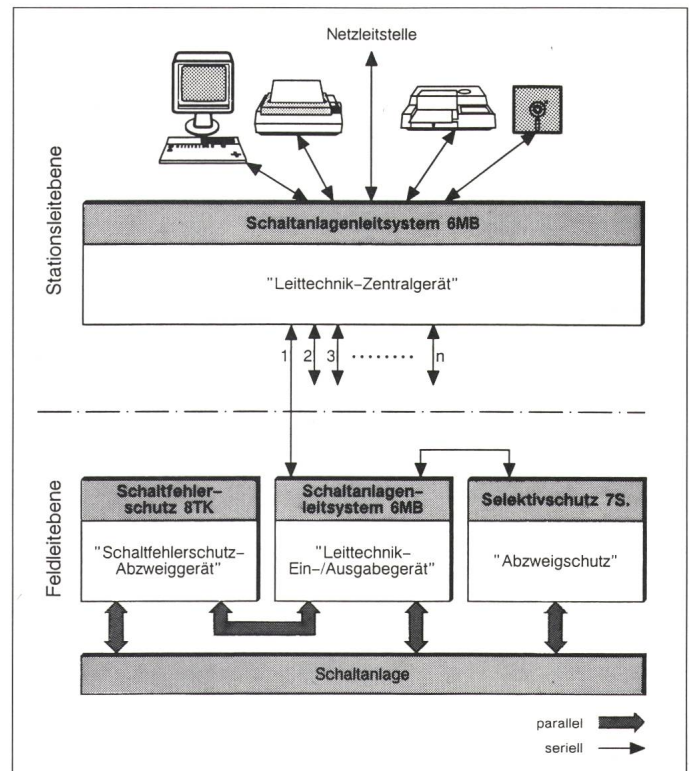 Netzleitstelle
Stationsleitebene
Schaltanlagenleitsystem 6MB
"Leittechnik-Zentralgerät"
1 2 3 ........ n
Feldleitebene
Schaltfehler-
schutz 8TK
"Schaltfehlerschutz-
Abzweiggerät"
Schaltanlagen-
leitsystem 6MB
"Leittechnik-
Ein-/Ausgabegerät"
Selektivschutz 7S.
"Abzweigschutz"
Schaltanlage
parallel
seriell